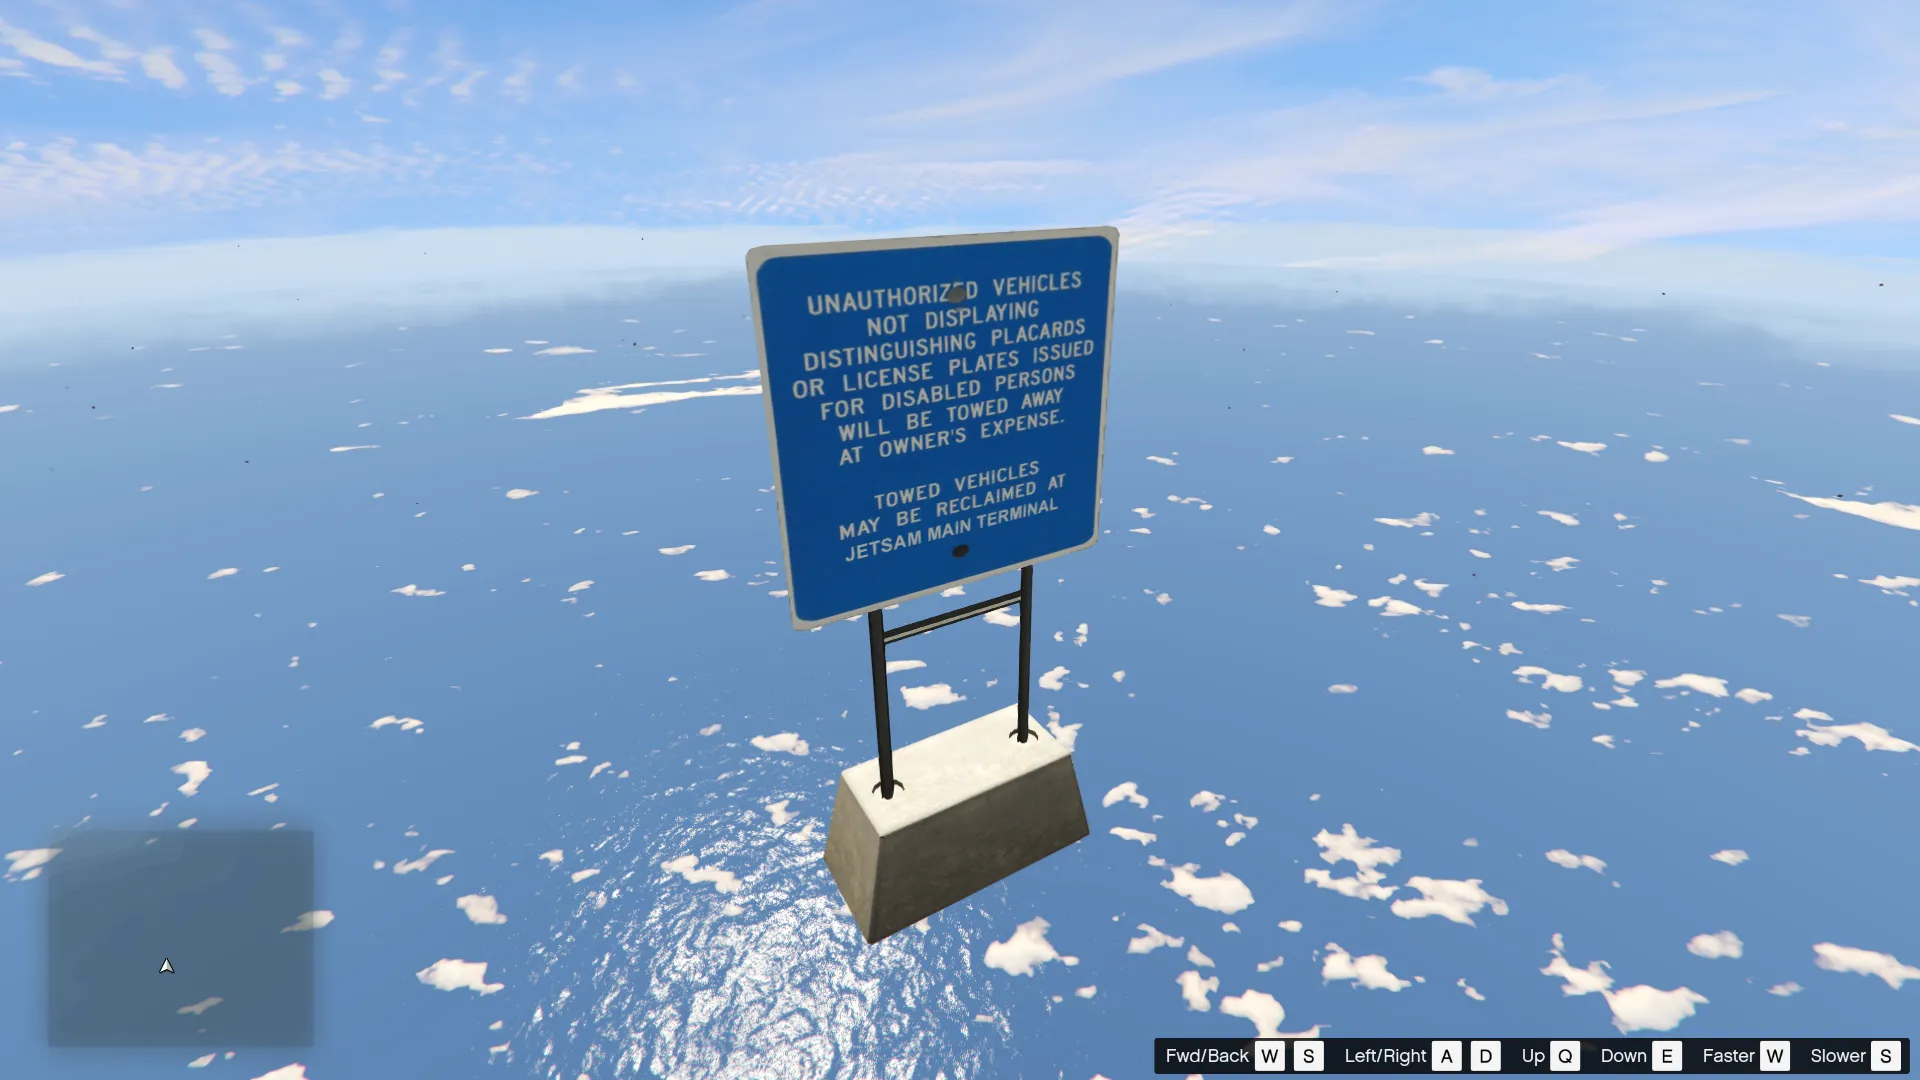 UNAUTHORIZED VEHICLES
NOT DISPLAYING
DISTINGUISHING PLACARDS
OR LICENSE PLATES ISSUED
FOR DISABLED PERSONS
WILL BE TOWED AWAY
AT OWNER'S EXPENSE.
TOWED VEHICLES
MAY BE RECLAIMED AT
JETSAM MAIN TERMINAL
Fwd/Back W S Left/Right A D Up Q Down E Faster W Slower S